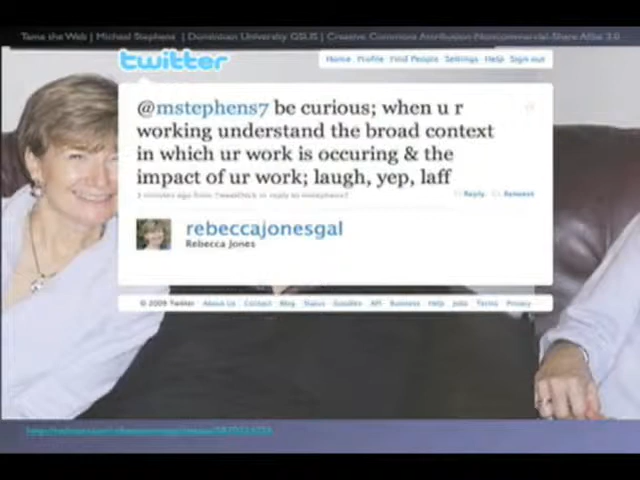 Tame the Web | Michael Stephens | Dominican University GSLIS | Creative Commons Attribution-Noncommercial-Share Alike 3.0
twitter
Home Profile Find People Settings Help Sign out
@mstephens7 be curious; when u r
working understand the broad context
in which ur work is occuring & the
impact of ur work; laugh, yep, laff
Reply Retweet
rebeccajonesgal
Rebecca Jones
© 2009 Twitter About Us Contact Blog Status Goodies API Business Help Jobs Terms Privacy